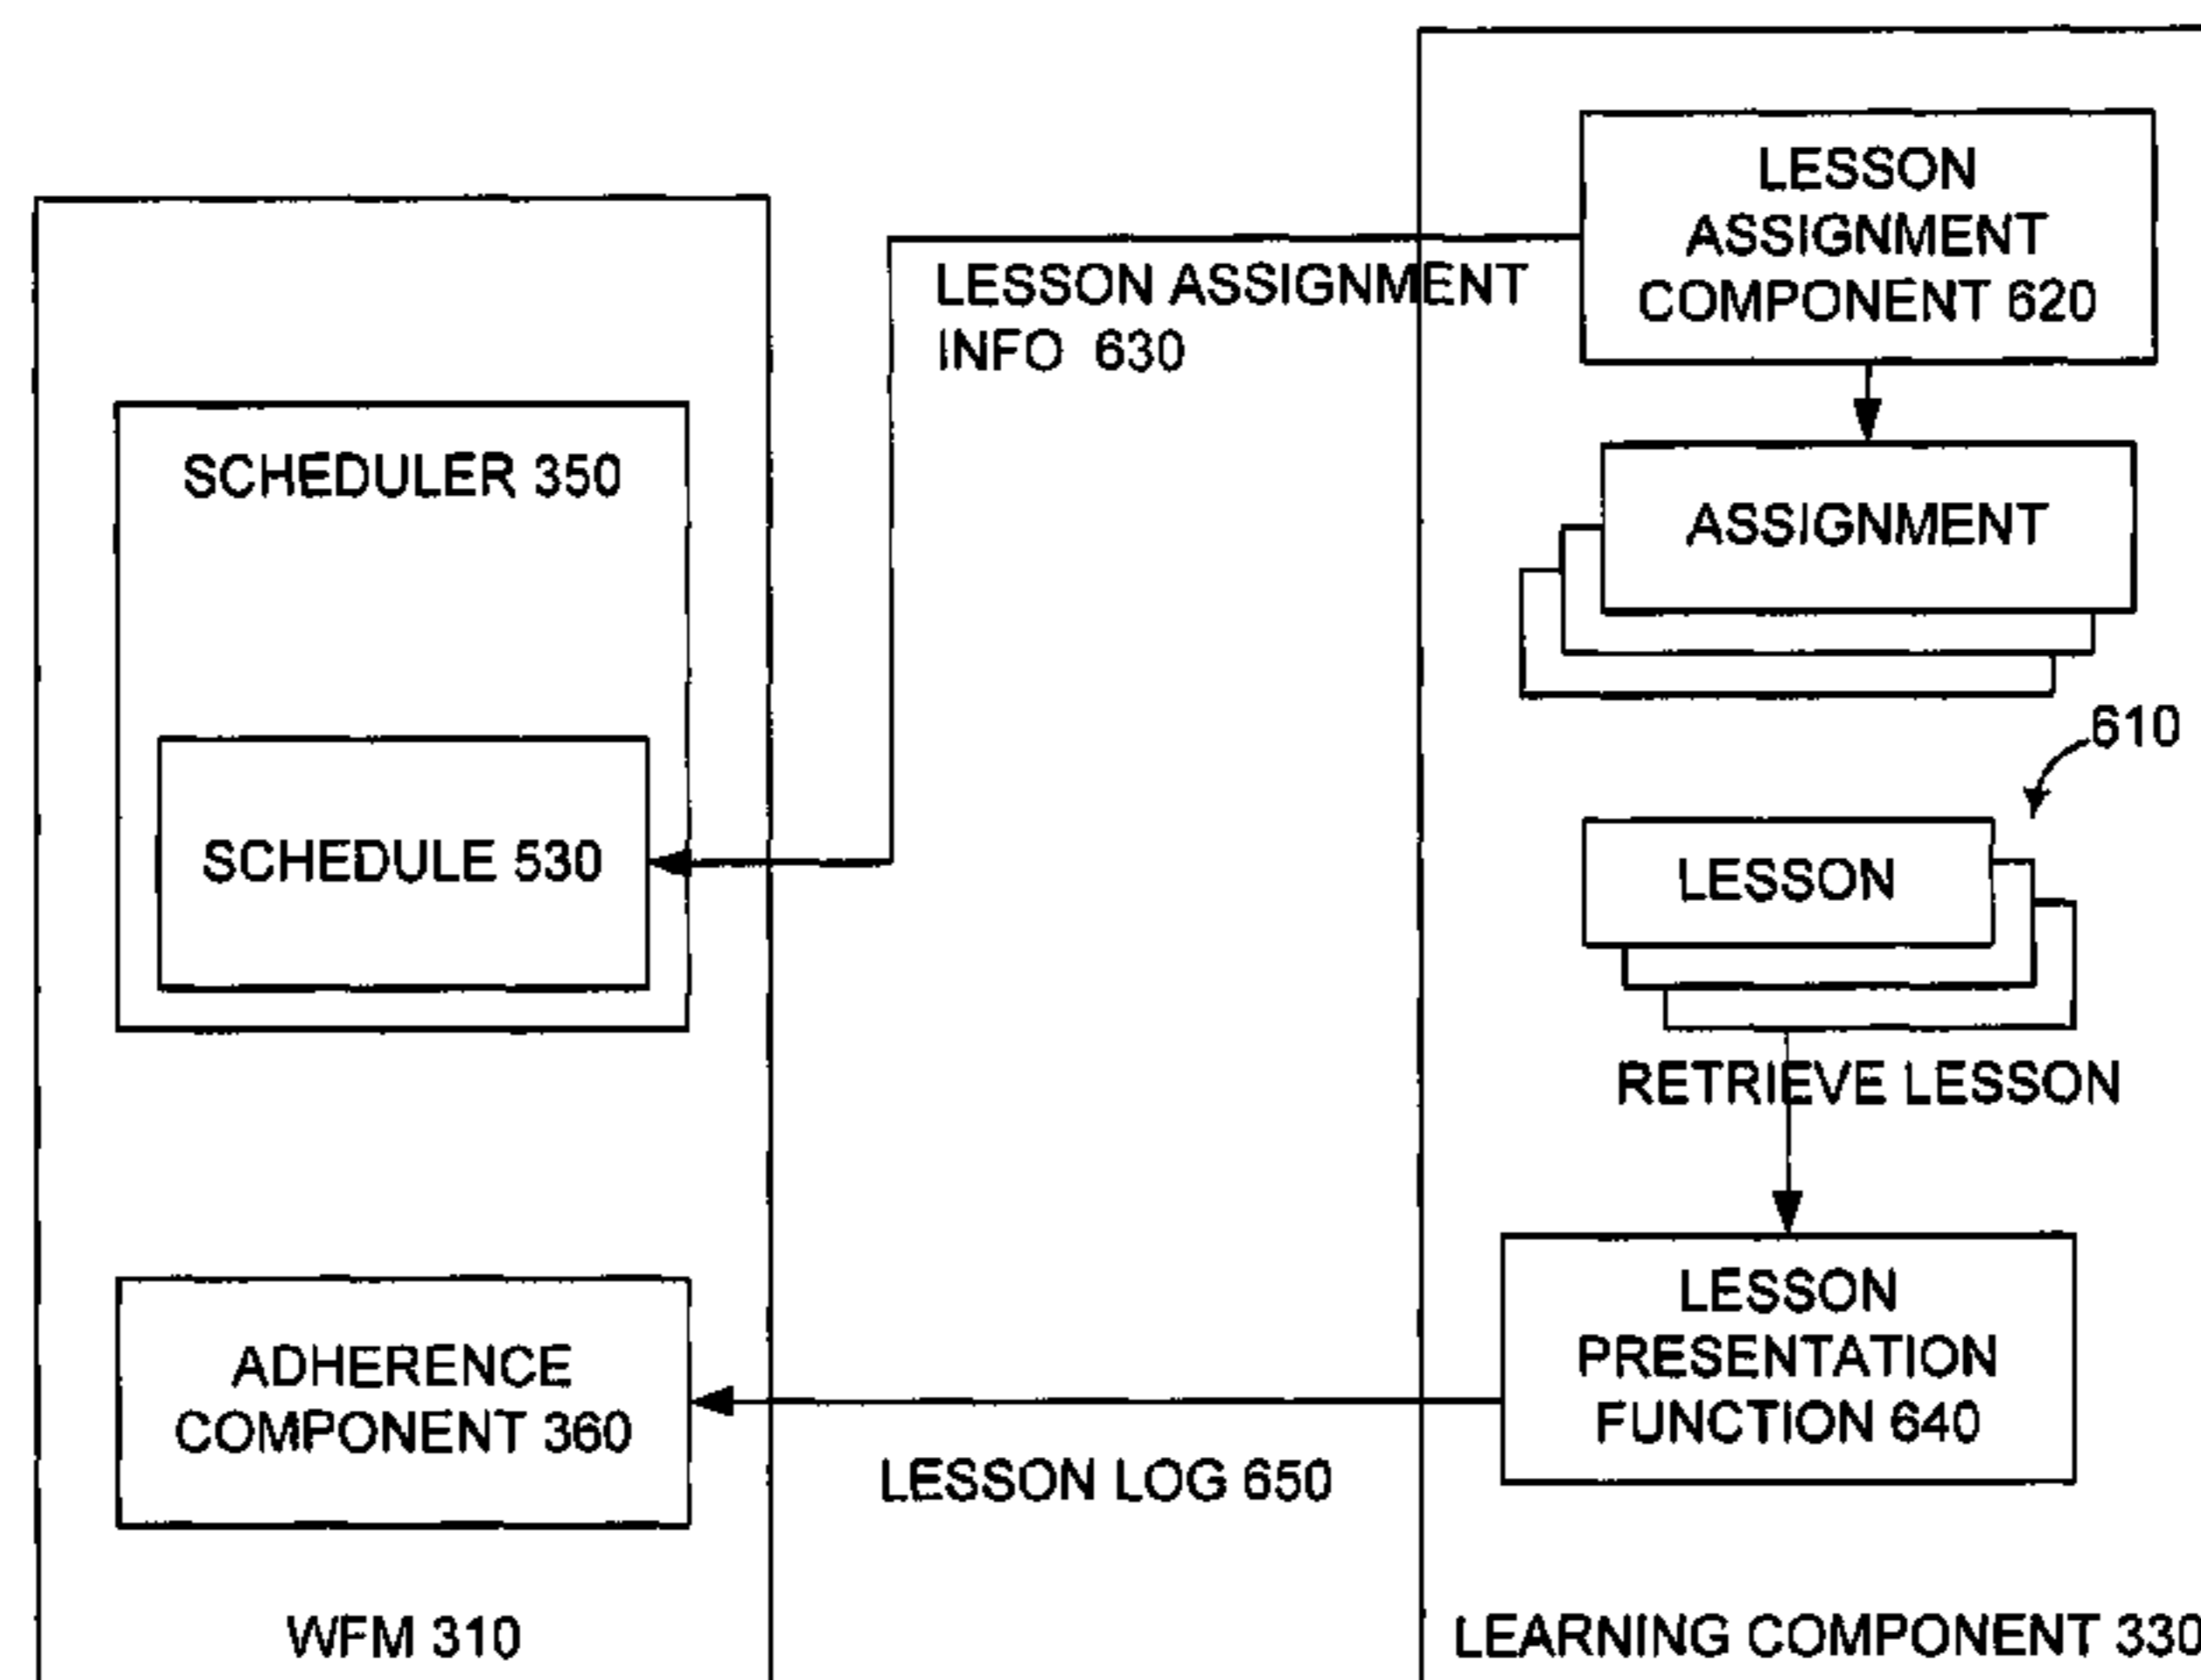 LESSON
ASSIGNMENT
COMPONENT 620
LESSON ASSIGNMENT
INFO 630
SCHEDULER 350
ASSIGNMENT
610
SCHEDULE 530
LESSON
RETRIEVE LESSON
LESSON
PRESENTATION
FUNCTION 640
ADHERENCE
COMPONENT 360
LESSON LOG 650
WFM 310
LEARNING COMPONENT 330